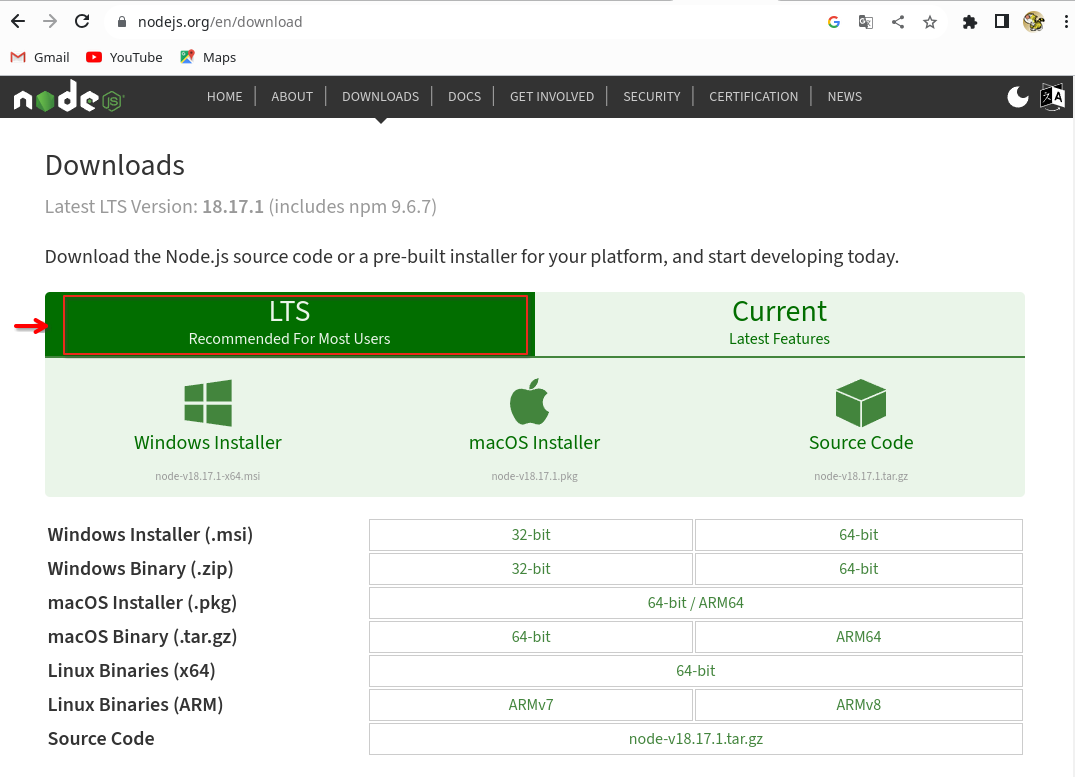 nodejs.org/en/download
Gmail YouTube Maps
node JS HOME ABOUT DOWNLOADS DOCS GET INVOLVED SECURITY CERTIFICATION NEWS
Downloads
Latest LTS Version: 18.17.1 (includes npm 9.6.7)
Download the Node.js source code or a pre-built installer for your platform, and start developing today.
LTS
Recommended For Most Users
Current
Latest Features
Windows Installer
node-v18.17.1-x64.msi
macOS Installer
node-v18.17.1.pkg
Source Code
node-v18.17.1.tar.gz
Windows Installer (.msi) 32-bit 64-bit
Windows Binary (.zip) 32-bit 64-bit
macOS Installer (.pkg) 64-bit / ARM64
macOS Binary (.tar.gz) 64-bit ARM64
Linux Binaries (x64) 64-bit
Linux Binaries (ARM) ARMv7 ARMv8
Source Code node-v18.17.1.tar.gz